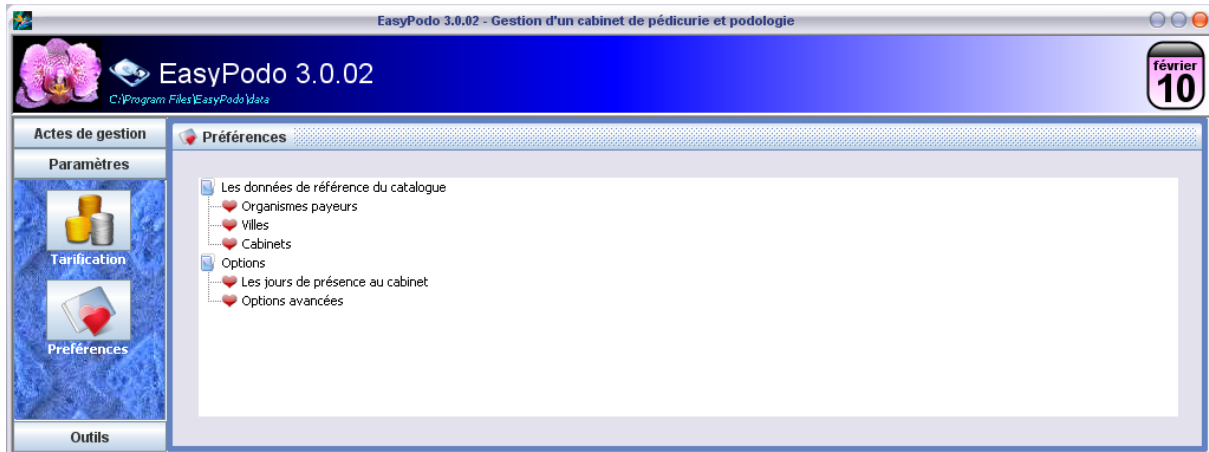 EasyPodo 3.0.02 - Gestion d'un cabinet de pédicurie et podologie
EasyPodo 3.0.02
C:\Program Files\EasyPodo\data
février
10
Actes de gestion
Paramètres
Tarification
Preférences
Outils
Préférences
Les données de référence du catalogue
Organismes payeurs
Villes
Cabinets
Options
Les jours de présence au cabinet
Options avancées